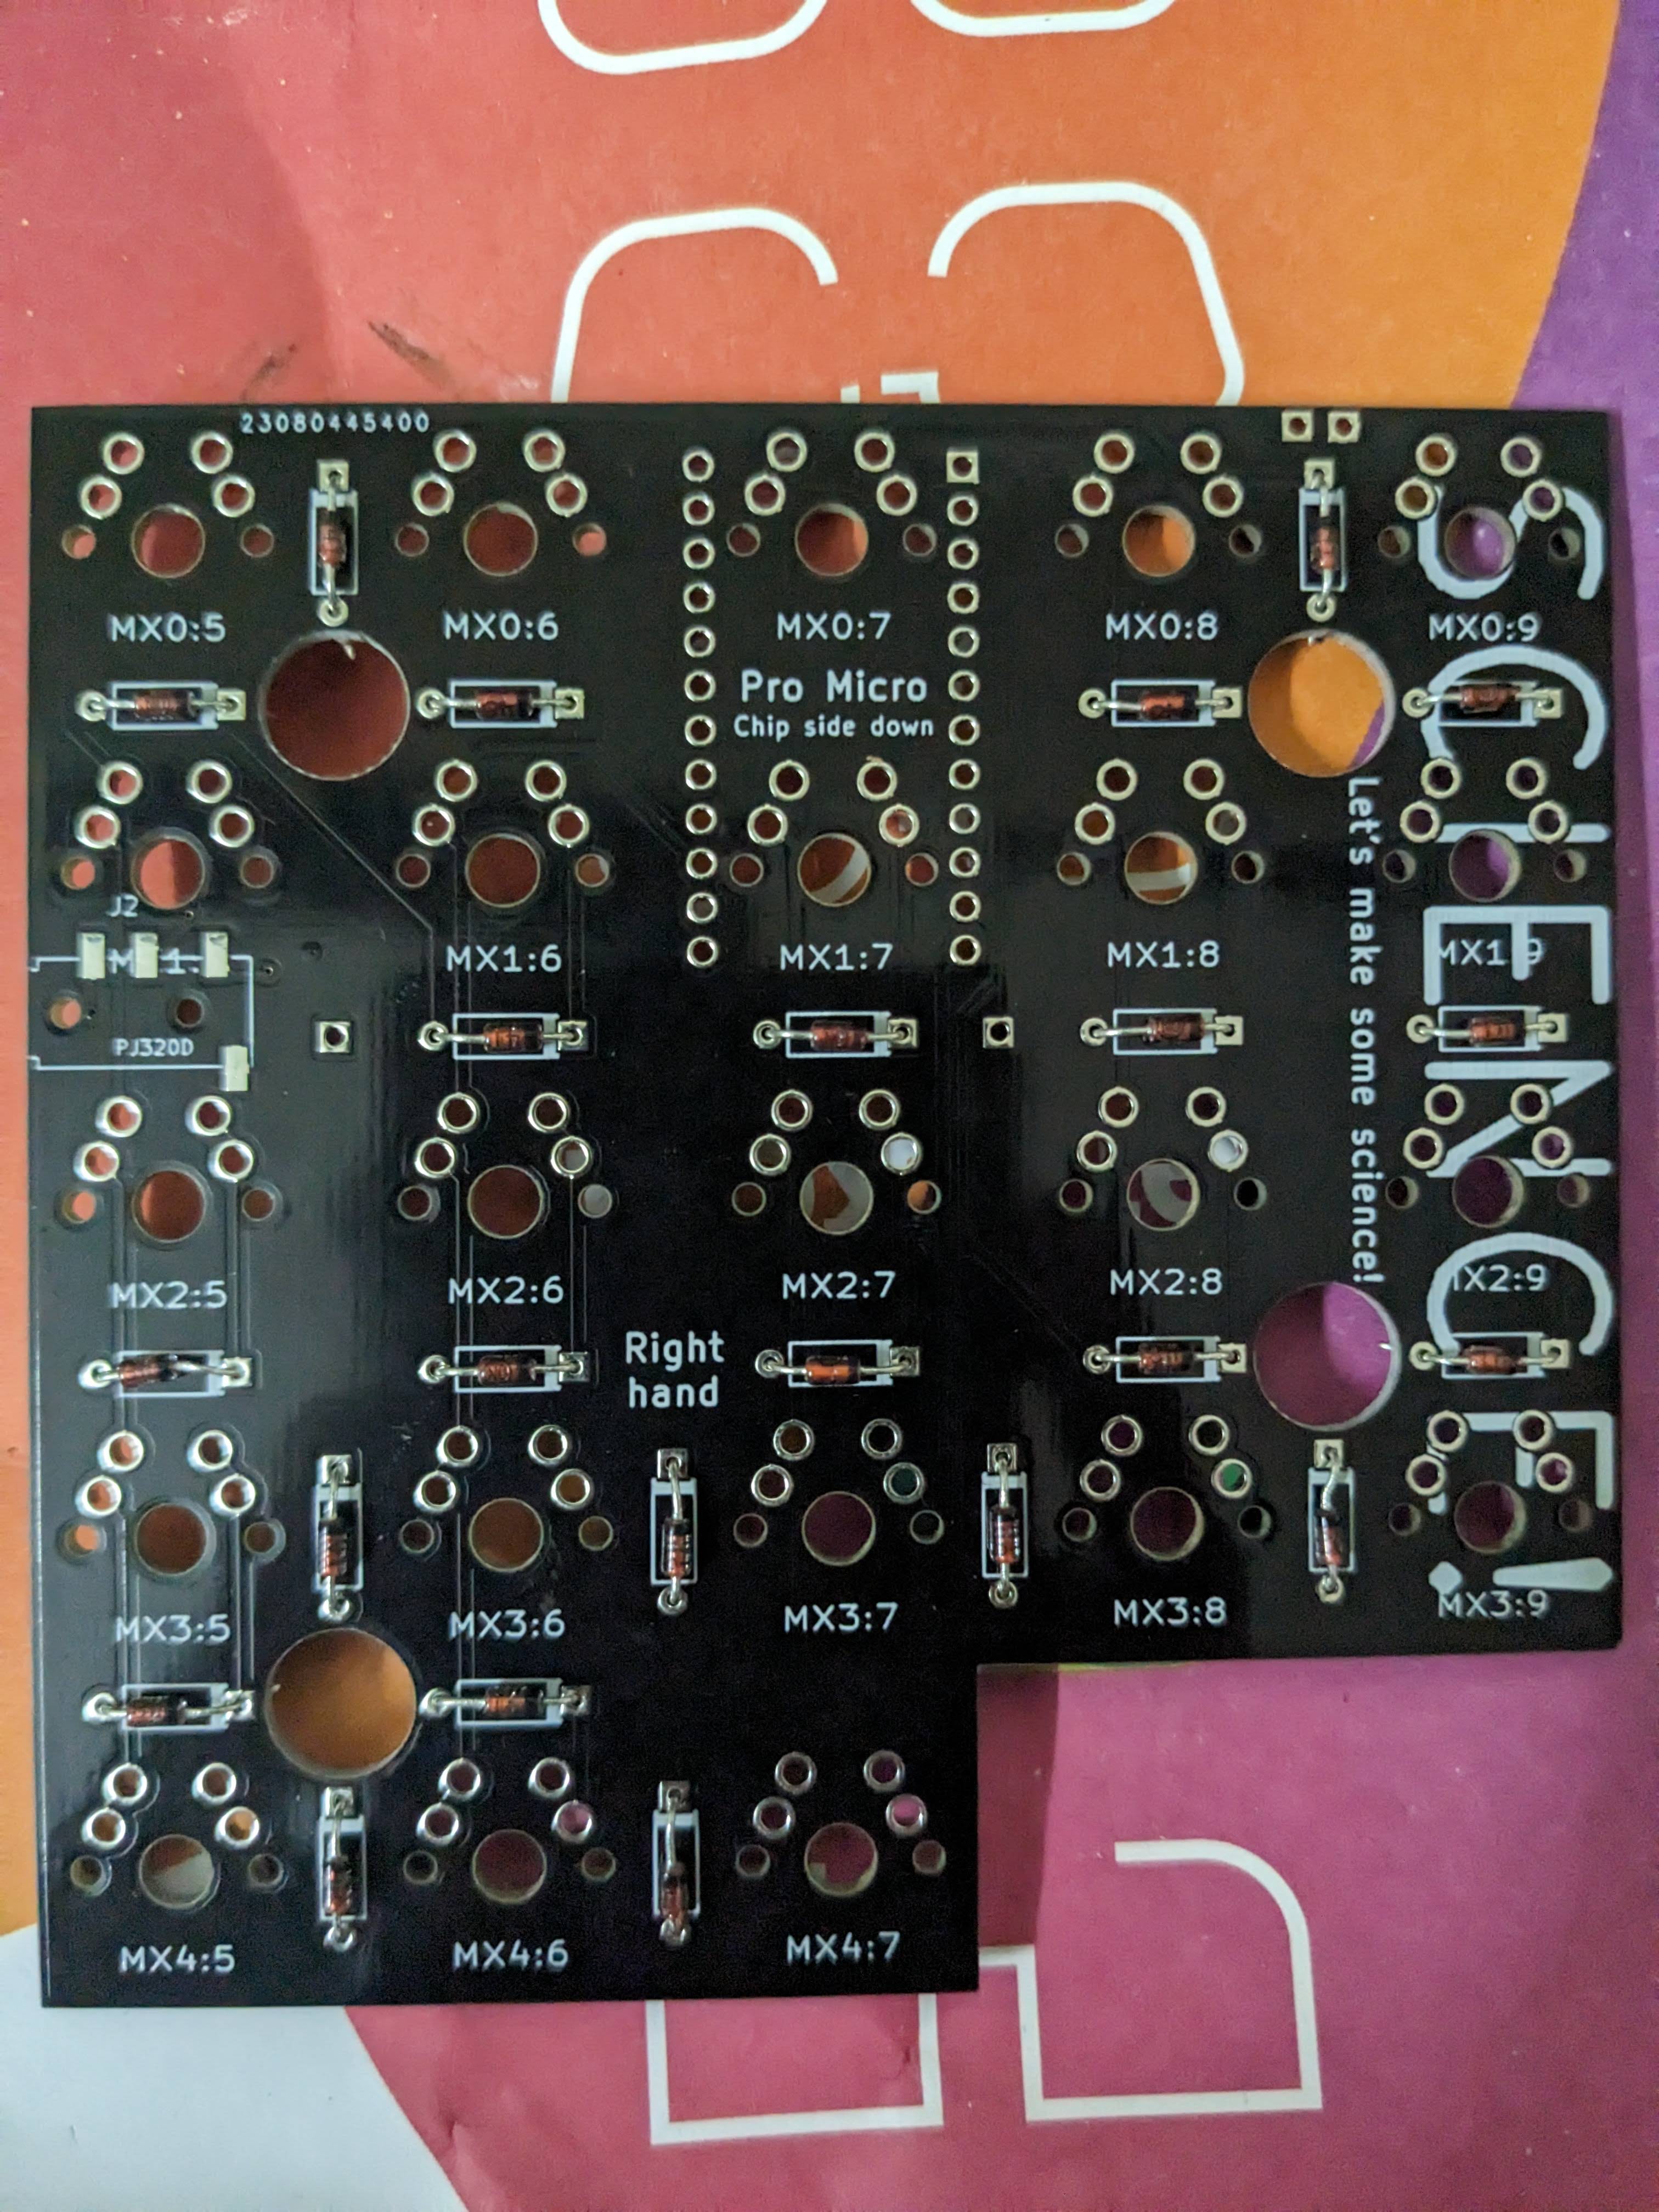 23080445400
MX0:5
MX0:6
MX0:7
MX0:8
MX0:9
Pro Micro
Chip side down
J2
MX1:6
MX1:7
MX1:8
MX1:9
PJ320D
MX2:5
MX2:6
MX2:7
MX2:8
MX2:9
Right
hand
MX3:5
MX3:6
MX3:7
MX3:8
MX3:9
MX4:5
MX4:6
MX4:7
Let's make some science!
SCIENCE!